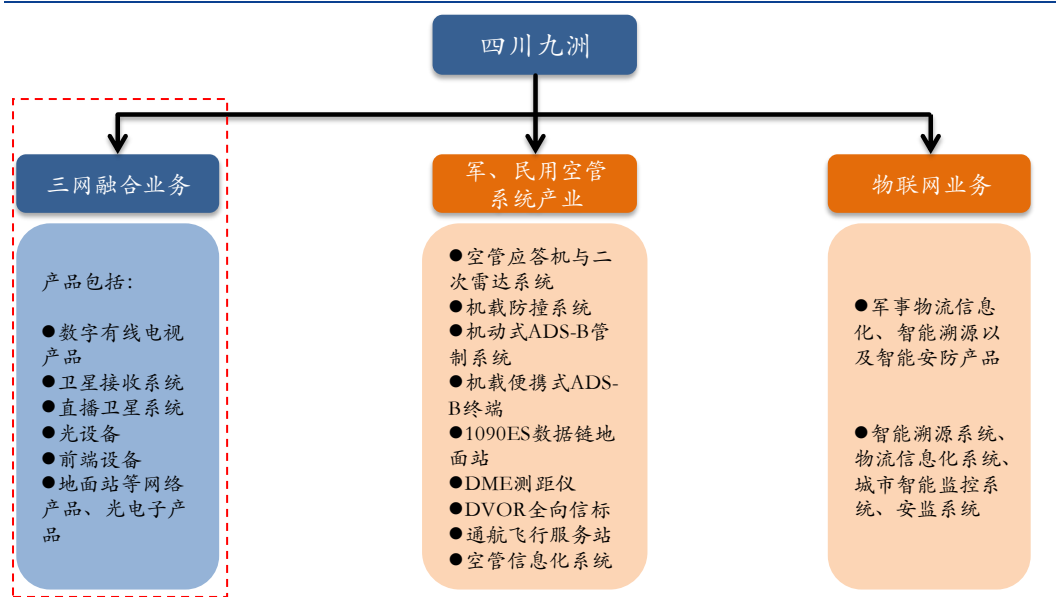 四川九洲
三网融合业务
产品包括：
●数字有线电视
产品
●卫星接收系统
●直播卫星系统
●光设备
●前端设备
●地面站等网络
产品、光电子产
品
军、民用空管
系统产业
●空管应答机与二
次雷达系统
●机载防撞系统
●机动式ADS-B管
制系统
●机载便携式ADS-
B终端
●1090ES数据链地
面站
●DME测距仪
●DVOR全向信标
●通航飞行服务站
●空管信息化系统
物联网业务
●军事物流信息
化、智能溯源以
及智能安防产品
●智能溯源系统、
物流信息化系统、
城市智能监控系
统、安监系统